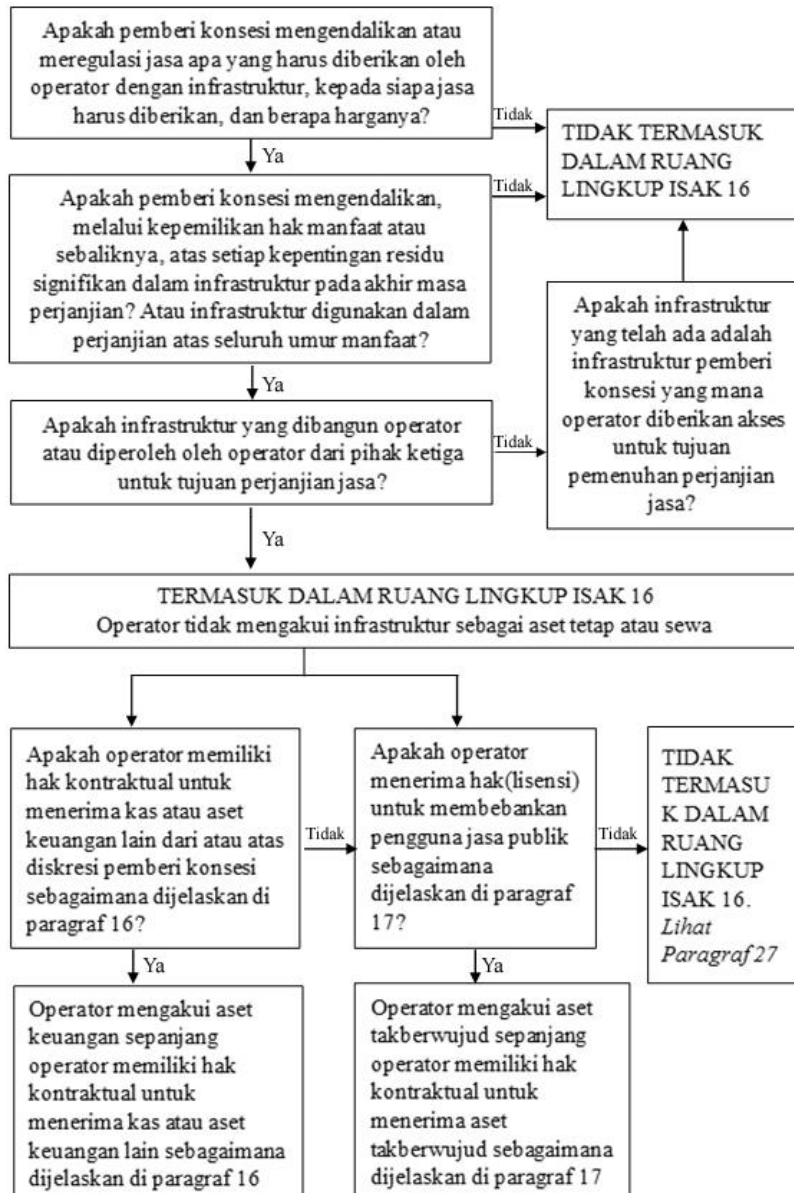 Apakah pemberi konsesi mengendalikan atau
meregulasi jasa apa yang harus diberikan oleh
operator dengan infrastruktur, kepada siapa jasa
harus diberikan, dan berapa harganya?
Tidak
TIDAK TERMASUK
DALAM RUANG
LINGKUP ISAK 16
Ya
Apakah pemberi konsesi mengendalikan,
melalui kepemilikan hak manfaat atau
sebaliknya, atas setiap kepentingan residu
signifikan dalam infrastruktur pada akhir masa
perjanjian? Atau infrastruktur digunakan dalam
perjanjian atas seluruh umur manfaat?
Tidak
Apakah infrastruktur
yang telah ada adalah
infrastruktur pemberi
konsesi yang mana
operator diberikan akses
untuk tujuan
pemenuhan perjanjian
jasa?
Ya
Apakah infrastruktur yang dibangun operator
atau diperoleh oleh operator dari pihak ketiga
untuk tujuan perjanjian jasa?
Tidak
Ya
TERMASUK DALAM RUANG LINGKUP ISAK 16
Operator tidak mengakui infrastruktur sebagai aset tetap atau sewa
Apakah operator memiliki
hak kontraktual untuk
menerima kas atau aset
keuangan lain dari atau atas
diskresi pemberi konsesi
sebagaimana dijelaskan di
paragraf 16?
Tidak
Apakah operator
menerima hak(lisensi)
untuk membebankan
pengguna jasa publik
sebagaimana
dijelaskan di paragraf
17?
Tidak
TIDAK
TERMASU
K DALAM
RUANG
LINGKUP
ISAK 16.
Lihat
Paragraf 27
Ya
Ya
Operator mengakui aset
keuangan sepanjang
operator memiliki hak
kontraktual untuk
menerima kas atau aset
keuangan lain sebagaimana
dijelaskan di paragraf 16
Operator mengakui aset
takberwujud sepanjang
operator memiliki hak
kontraktual untuk
menerima aset
takberwujud sebagaimana
dijelaskan di paragraf 17